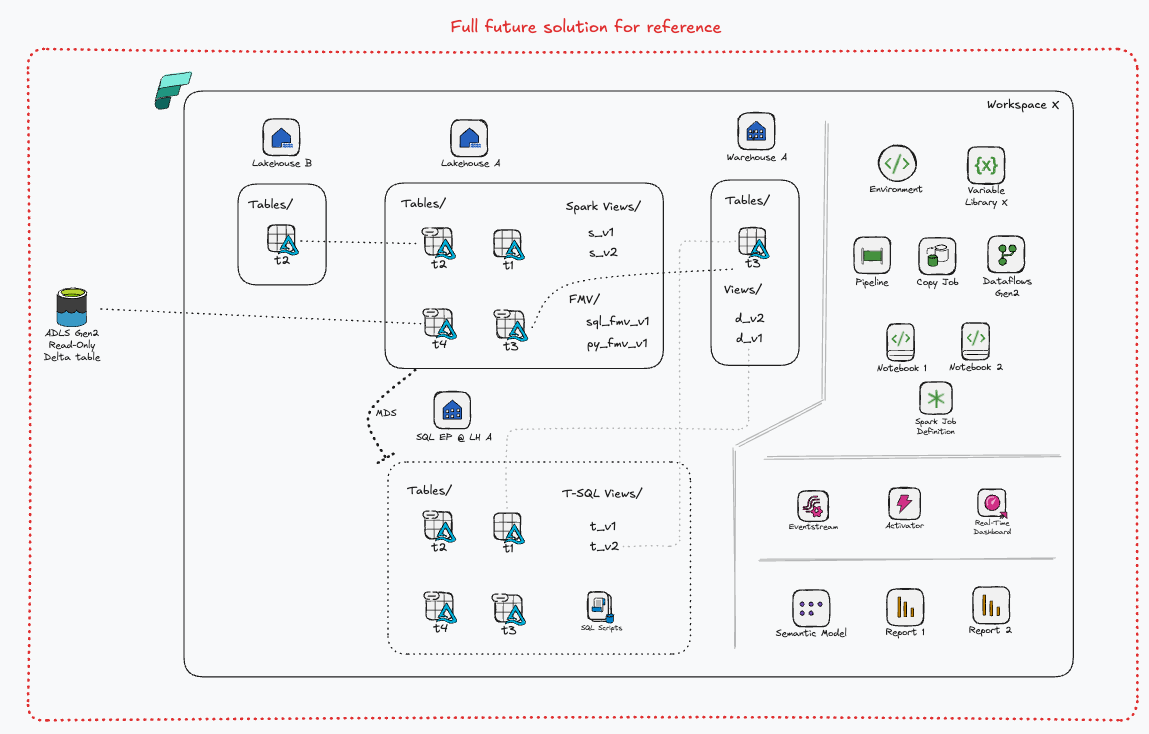 Full future solution for reference
Workspace X
Lakehouse B
Lakehouse A
Warehouse A
Tables/
t2
Tables/
t2
t1
t4
t3
Spark Views/
s_v1
s_v2
FMV/
sql_fmv_v1
py_fmv_v1
Tables/
t3
Views/
d_v2
d_v1
ADLS Gen2
Read-Only
Delta table
MDS
SQL EP @ LH A
Tables/
t2
t1
t4
t3
T-SQL Views/
t_v1
t_v2
SQL Scripts
</>
Environment
{x}
Variable
Library X
Pipeline
Copy Job
Dataflows
Gen2
</>
Notebook 1
</>
Notebook 2
Spark Job
Definition
Eventstream
Activator
Real-Time
Dashboard
Semantic Model
Report 1
Report 2